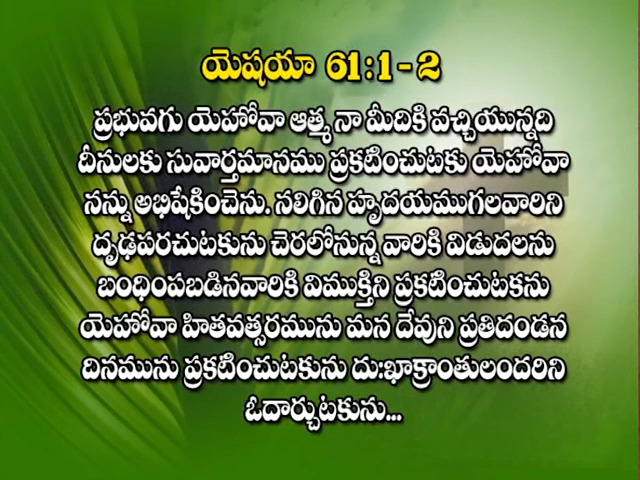 యెషయా 61:1-2
ప్రభువగు యెహోవా ఆత్మ నా మీదికి వచ్చియున్నది
దీనులకు సువార్తమానము ప్రకటించుటకు యెహోవా
నన్ను అభిషేకించెను. నలిగిన హృదయముగలవారిని
దృఢపరచుటకును చెరలోనున్న వారికి విడుదలను
బంధింపబడినవారికి విముక్తిని ప్రకటించుటకును
యెహోవా హితవత్సరమును మన దేవుని ప్రతిదండన
దినమును ప్రకటించుటకును దు:ఖాక్రాంతులందరిని
ఓదార్చుటకును...